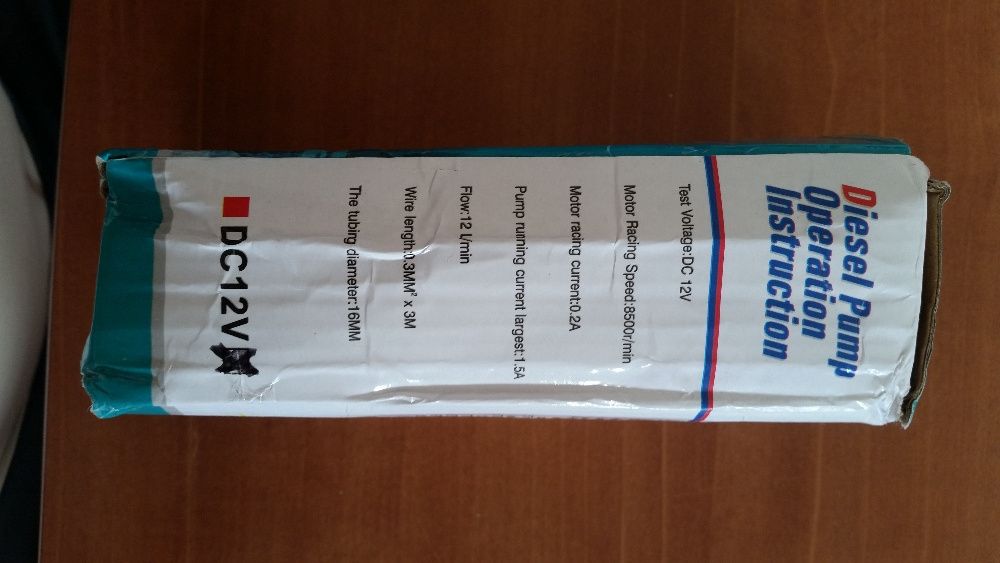 Diesel Pump
Operation
Instruction
Test Voltage:DC 12V
Motor Racing Speed:8500r/min
Motor racing current:0.2A
Pump running current largest:1.5A
Flow:12 L/min
Wire length:0.3MM² x 3M
The tubing diameter:16MM
DC12V